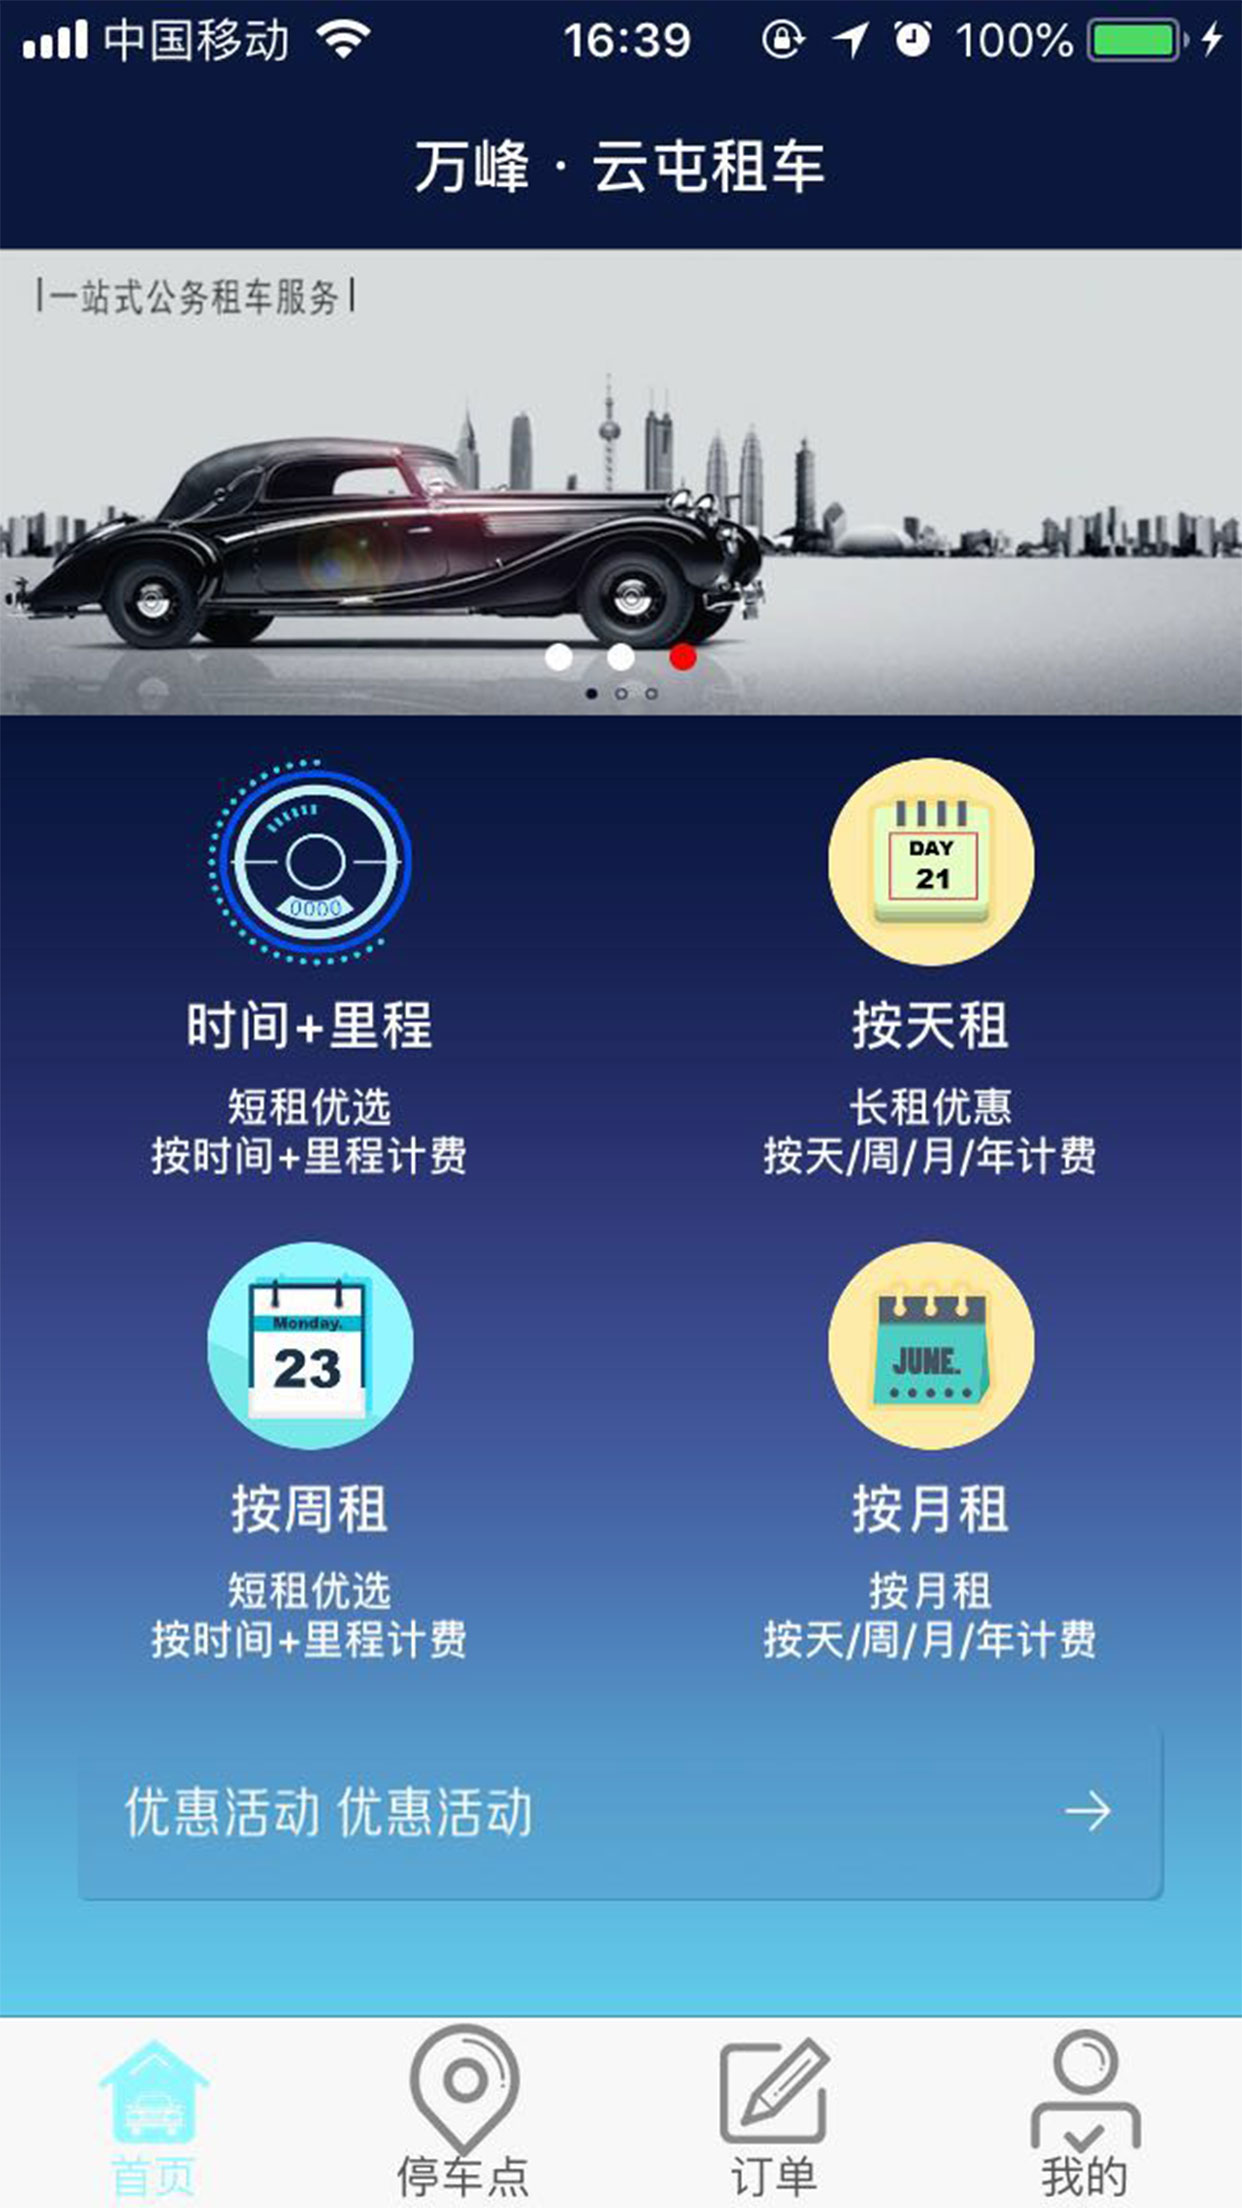 中国移动
16:39
100%
万峰·云屯租车
|一站式公务租车服务|
0000
DAY
21
时间+里程
按天租
短租优选
按时间+里程计费
长租优惠
按天/周/月/年计费
Monday.
23
JUNE.
按周租
按月租
短租优选
按时间+里程计费
按月租
按天/周/月/年计费
优惠活动 优惠活动
首页
停车点
订单
我的